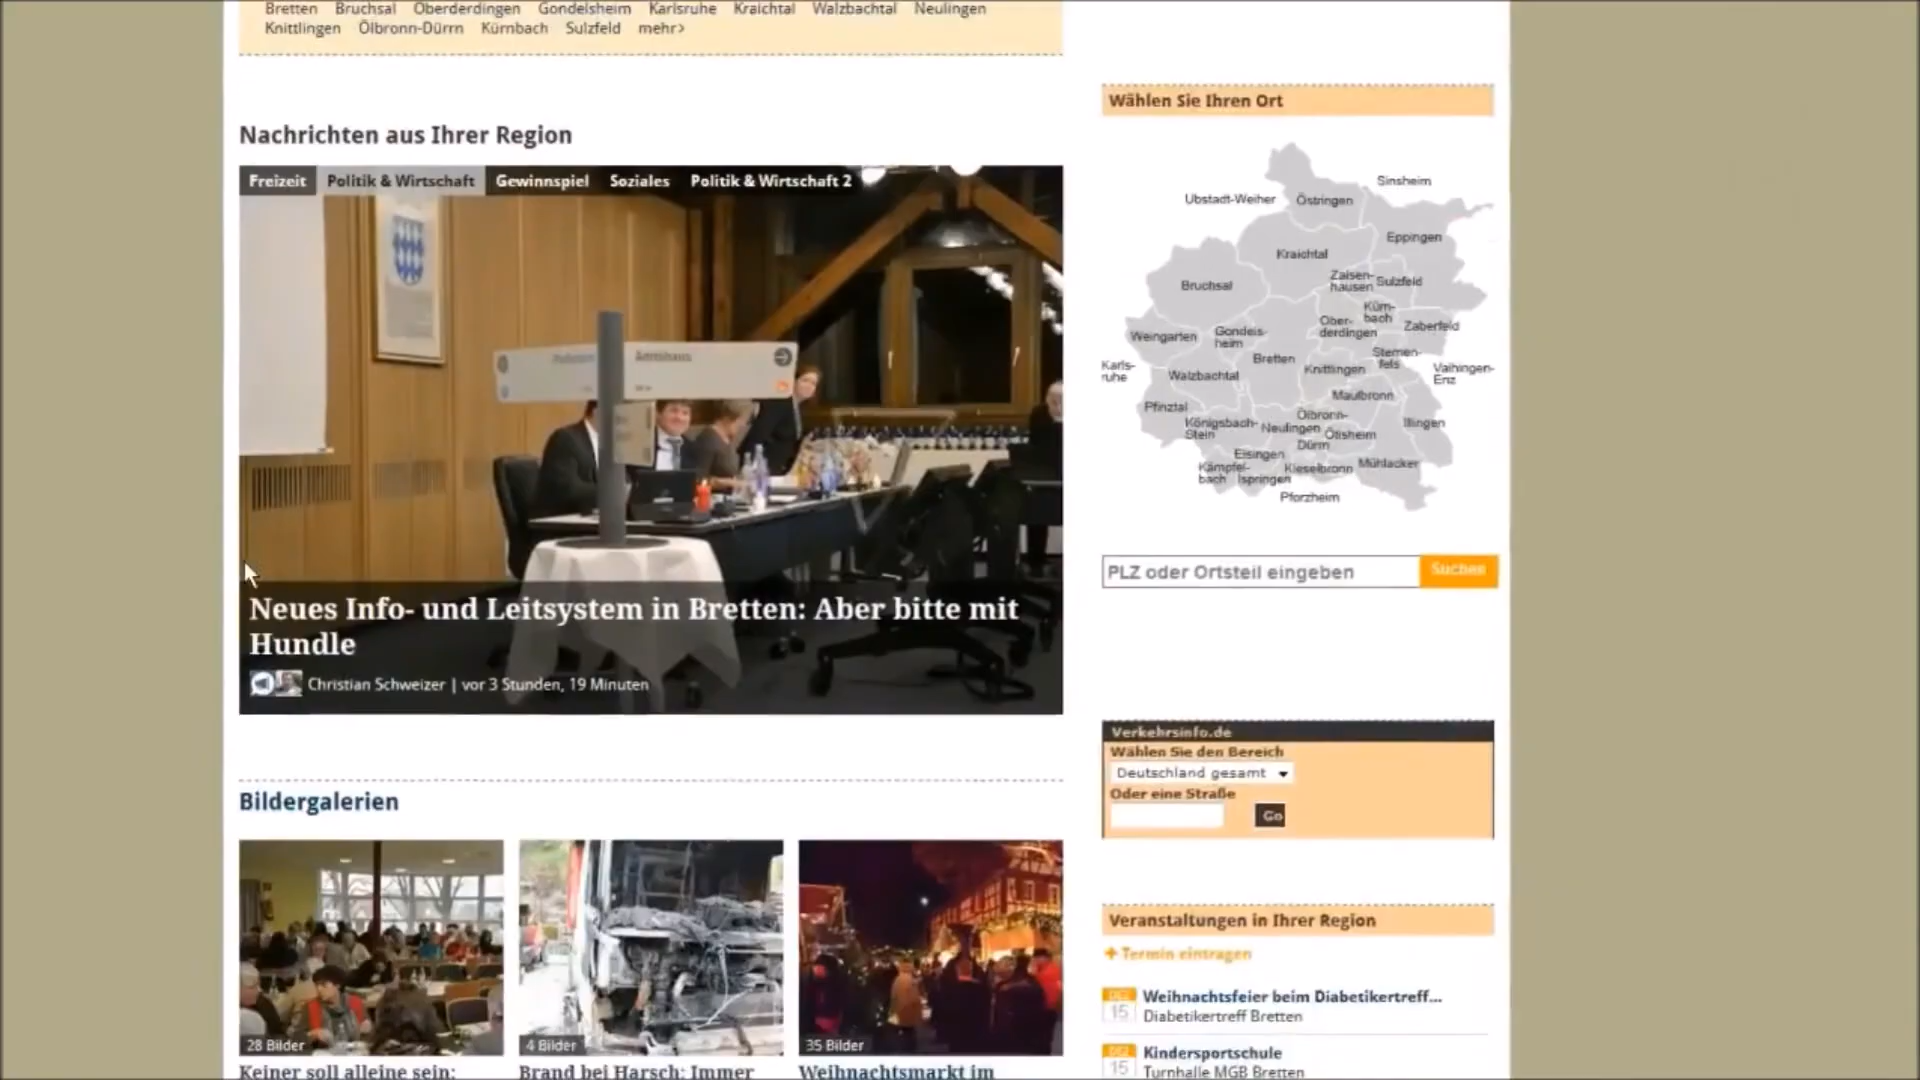 Bretten Bruchsal Oberderdingen Gondelsheim Karlsruhe Kraichtal Walzbachtal Neulingen
Knittlingen Ölbronn-Dürrn Kürnbach Sulzfeld mehr>
Nachrichten aus Ihrer Region
Freizeit Politik & Wirtschaft Gewinnspiel Soziales Politik & Wirtschaft 2
Amtshaus
Neues Info- und Leitsystem in Bretten: Aber bitte mit
Hundle
Christian Schweizer | vor 3 Stunden, 19 Minuten
Bildergalerien
28 Bilder
4 Bilder
35 Bilder
Keiner soll alleine sein:
Brand bei Harsch: Immer
Weihnachtsmarkt im
Wählen Sie Ihren Ort
Sinsheim
Ubstadt-Weiher
Östringen
Eppingen
Kraichtal
Zaisen-
hausen
Sulzfeld
Bruchsal
Kürn-
bach
Ober-
derdingen
Zaberfeld
Weingarten
Gondels-
heim
Bretten
Sternen-
fels
Karls-
ruhe
Walzbachtal
Knittlingen
Vaihingen-
Enz
Maulbronn
Pfinztal
Königsbach-
Stein
Neulingen
Ölbronn-
Dürrn
Ötisheim
Illingen
Eisingen
Kämpfel-
bach
Ispringen
Kieselbronn
Mühlacker
Pforzheim
PLZ oder Ortsteil eingeben
Suchen
Verkehrsinfo.de
Wählen Sie den Bereich
Deutschland gesamt
Oder eine Straße
Go
Veranstaltungen in Ihrer Region
+ Termin eintragen
DEZ
15
Weihnachtsfeier beim Diabetikertreff...
Diabetikertreff Bretten
DEZ
15
Kindersportschule
Turnhalle MGB Bretten